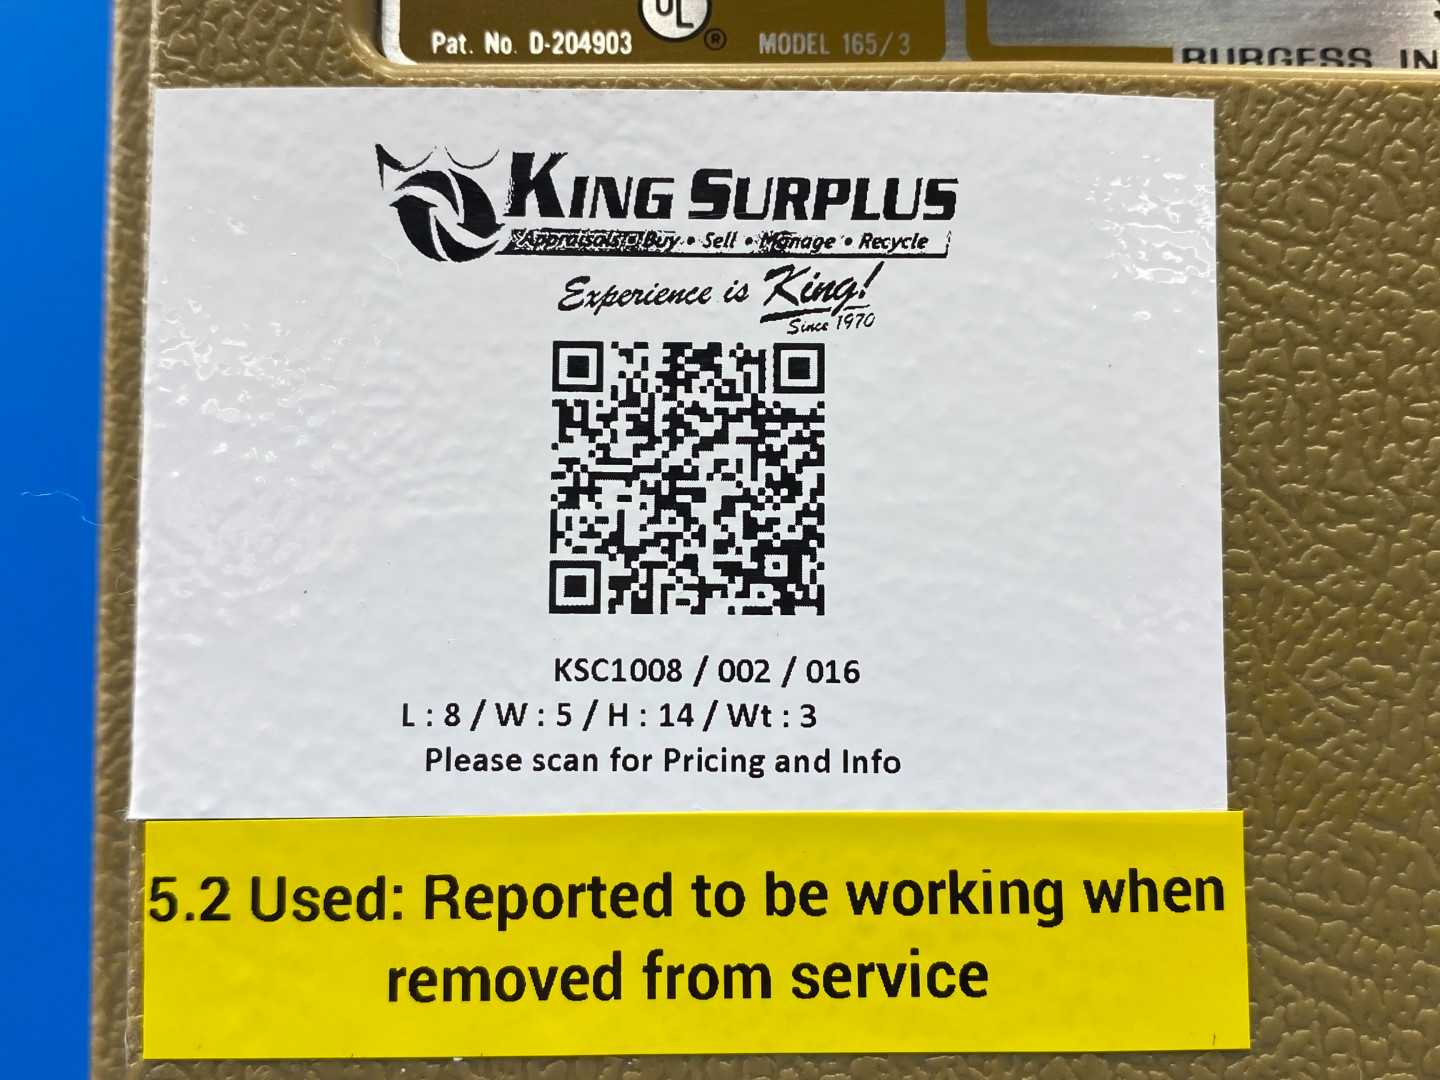 UL
Pat. No. D-204903 ® MODEL 165/3
BURGESS IN
KING SURPLUS
Appraisals • Buy • Sell • Manage • Recycle
Experience is King!
Since 1970
KSC1008 / 002 / 016
L : 8 / W : 5 / H : 14 / Wt : 3
Please scan for Pricing and Info
5.2 Used: Reported to be working when
removed from service